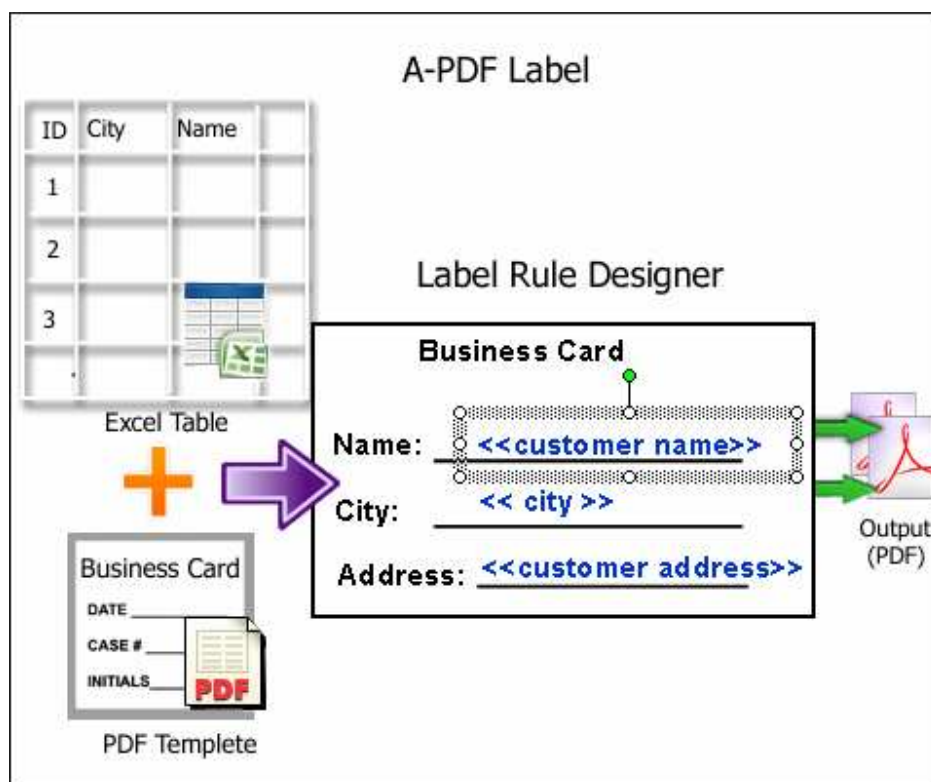 A-PDF Label
ID City Name
1
2
3
Excel Table
Label Rule Designer
Business Card
Name: <<customer name>>
City: << city >>
Address: <<customer address>>
Output
(PDF)
Business Card
DATE
CASE #
INITIALS
PDF
PDF Templete